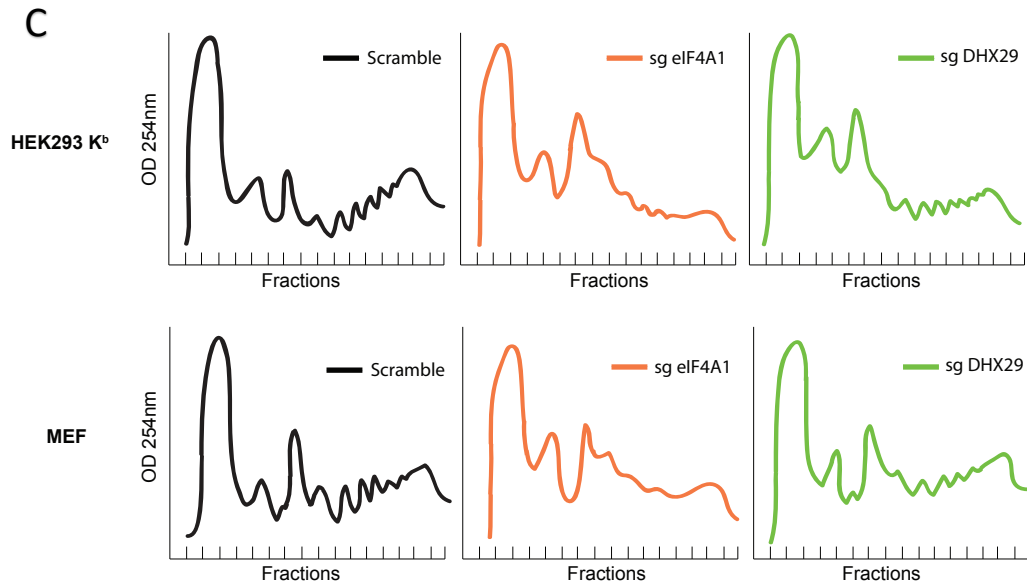 C
Scramble
sg eIF4A1
sg DHX29
HEK293 Kᵇ
OD 254nm
Fractions
Fractions
Fractions
Scramble
sg eIF4A1
sg DHX29
MEF
OD 254nm
Fractions
Fractions
Fractions